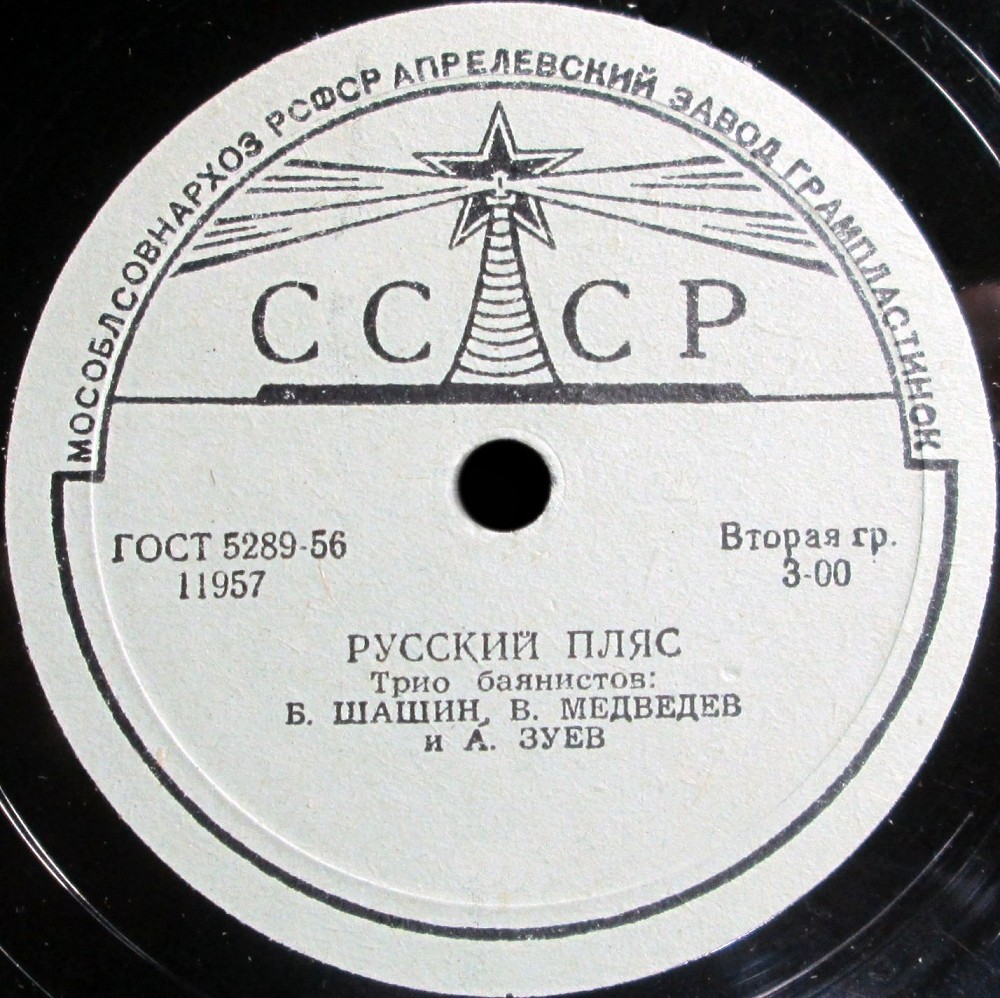 МОСОБЛСОВНАРХОЗ РСФСР АПРЕЛЕВСКИЙ ЗАВОД ГРАМПЛАСТИНОК
СССР
ГОСТ 5289-56
11957
Вторая гр.
3-00
РУССКИЙ ПЛЯС
Трио баянистов:
Б. ШАШИН, В. МЕДВЕДЕВ
и А. ЗУЕВ